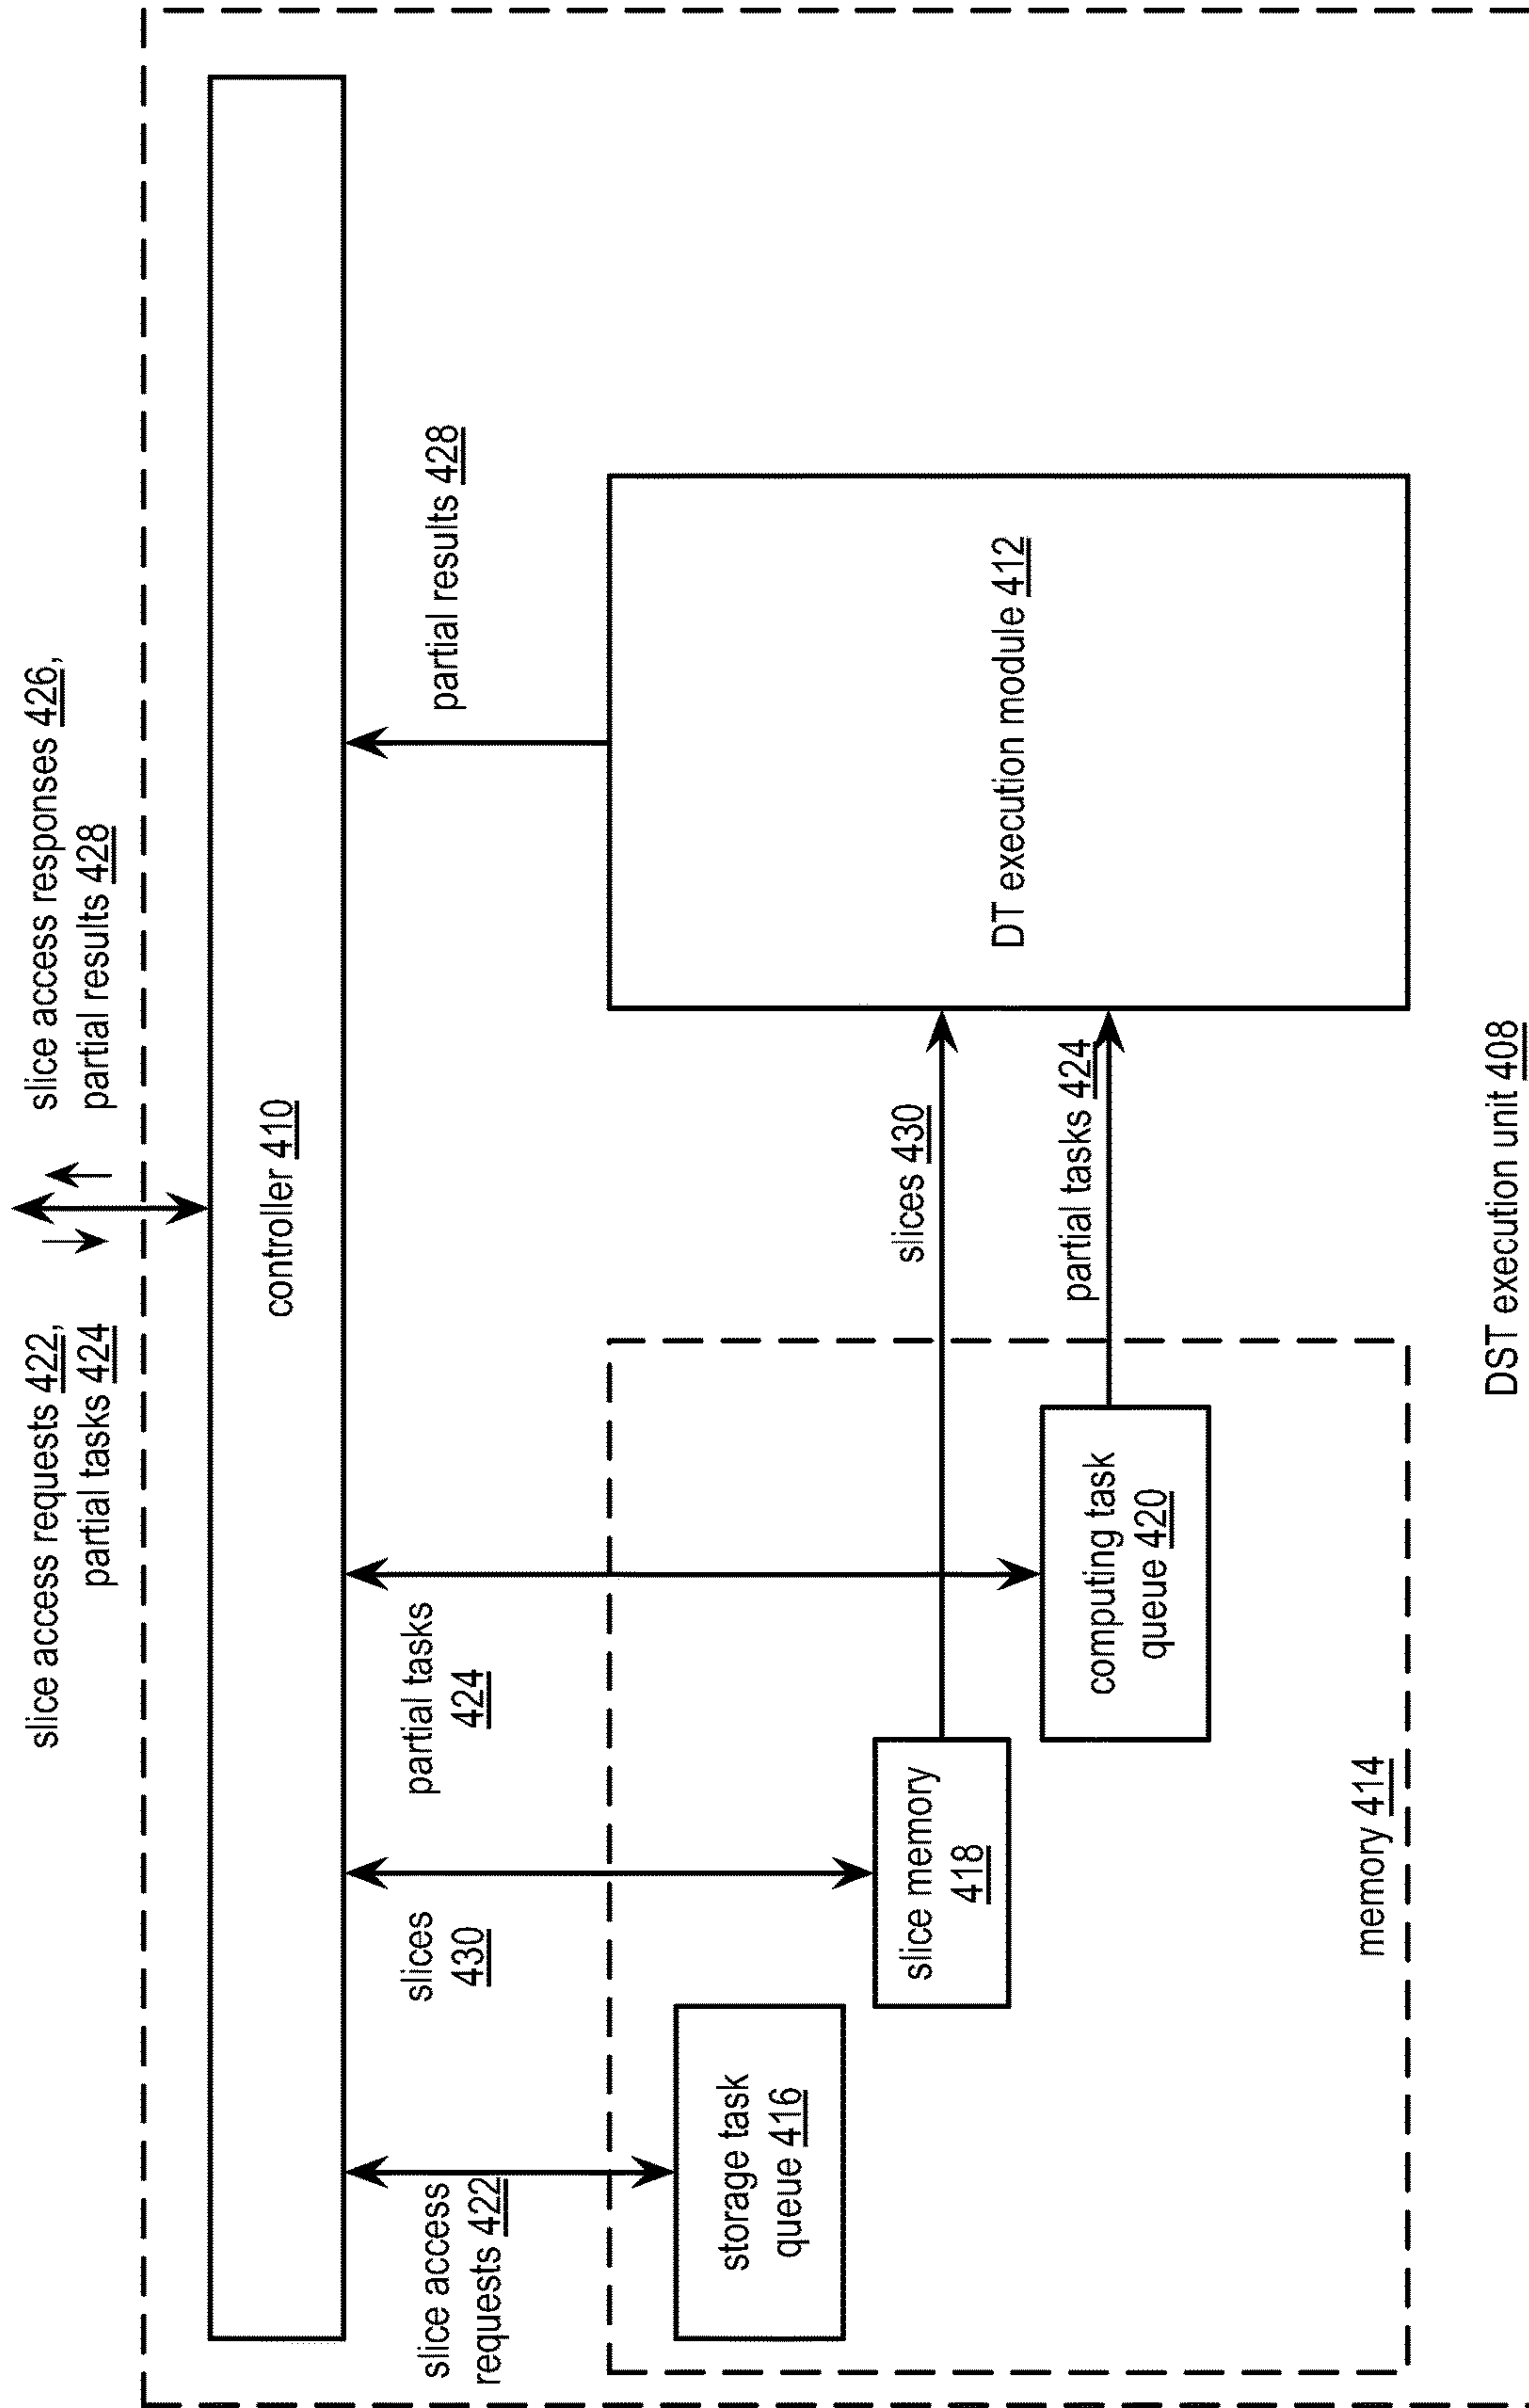 slice access requests 422,
partial tasks 424
slice access responses 426,
partial results 428
controller 410
slice access
requests 422
slices
430
partial tasks
424
partial results 428
storage task
queue 416
slice memory
418
computing task
queue 420
slices 430
partial tasks 424
DT execution module 412
memory 414
DST execution unit 408